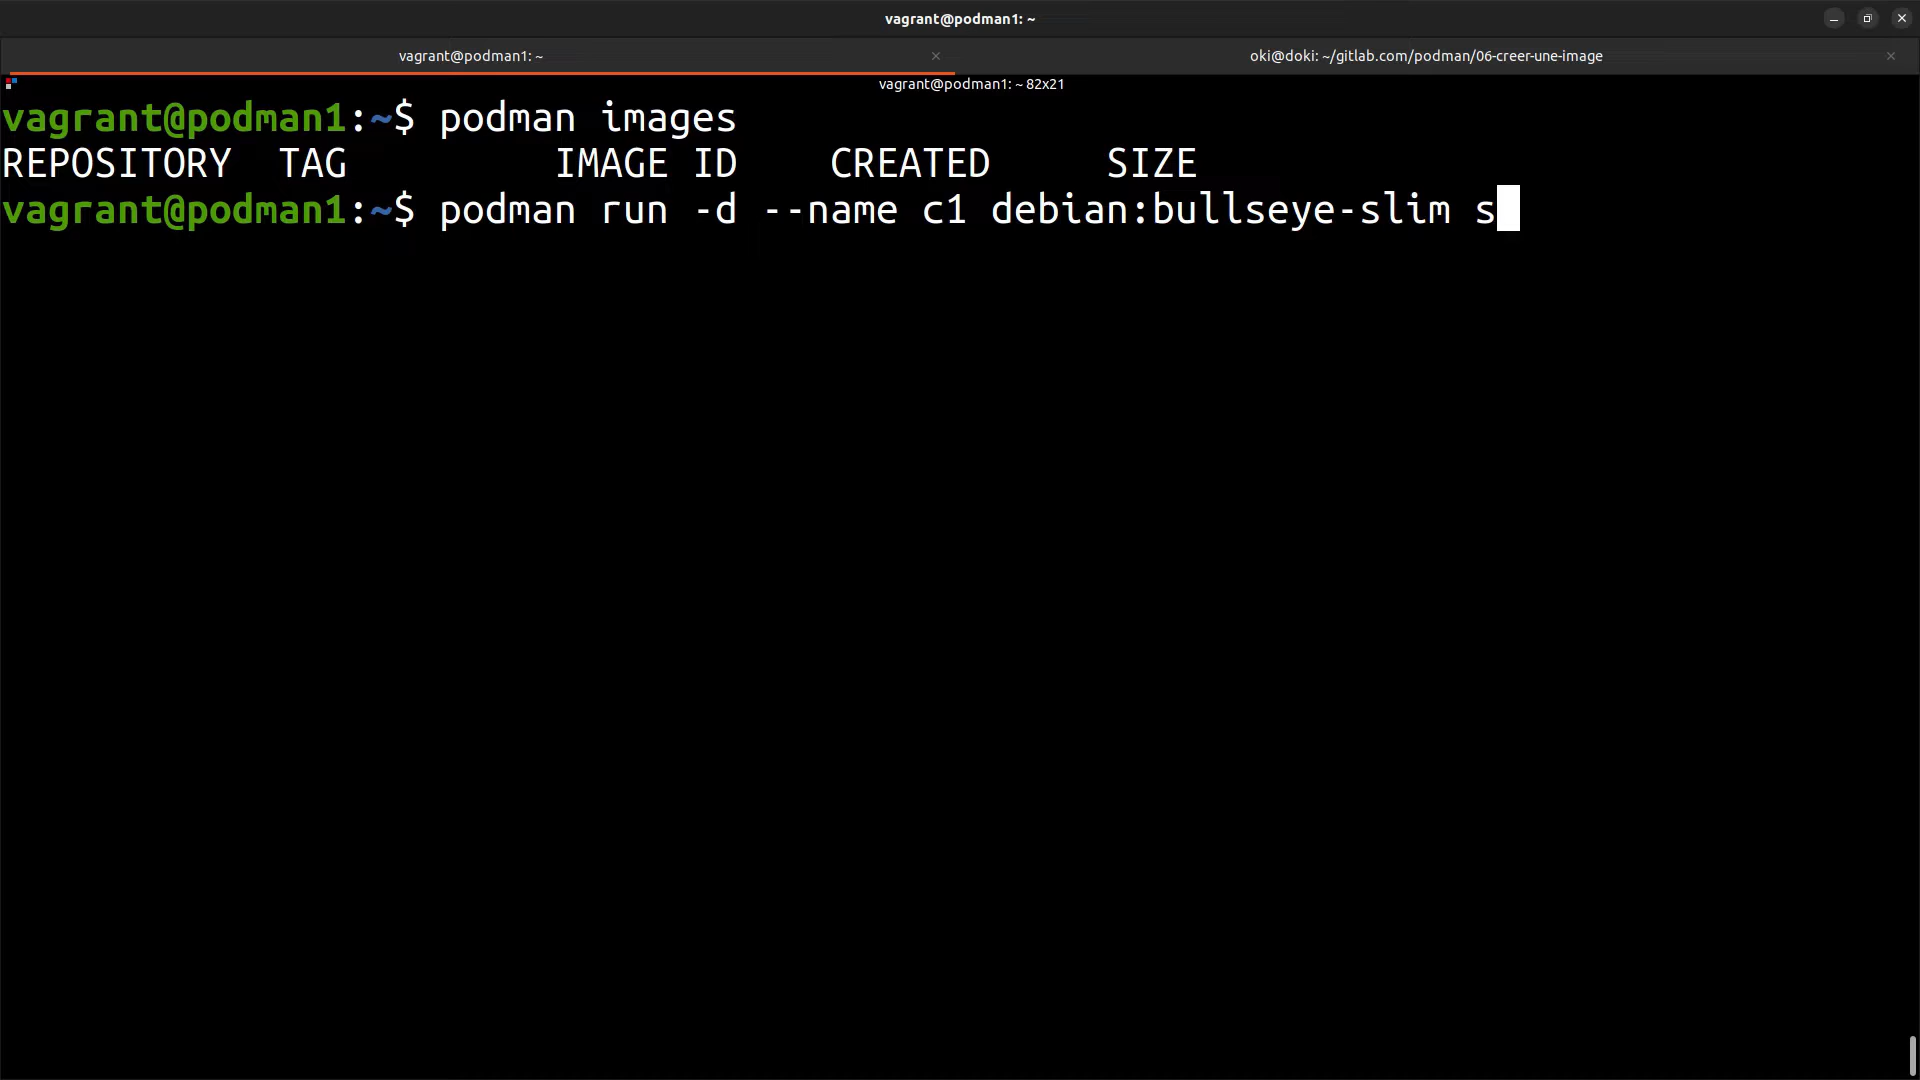 vagrant@podman1: ~
vagrant@podman1: ~
oki@doki: ~/gitlab.com/podman/06-creer-une-image
vagrant@podman1: ~ 82x21
vagrant@podman1:~$ podman images
REPOSITORY  TAG         IMAGE ID    CREATED     SIZE
vagrant@podman1:~$ podman run -d --name c1 debian:bullseye-slim s